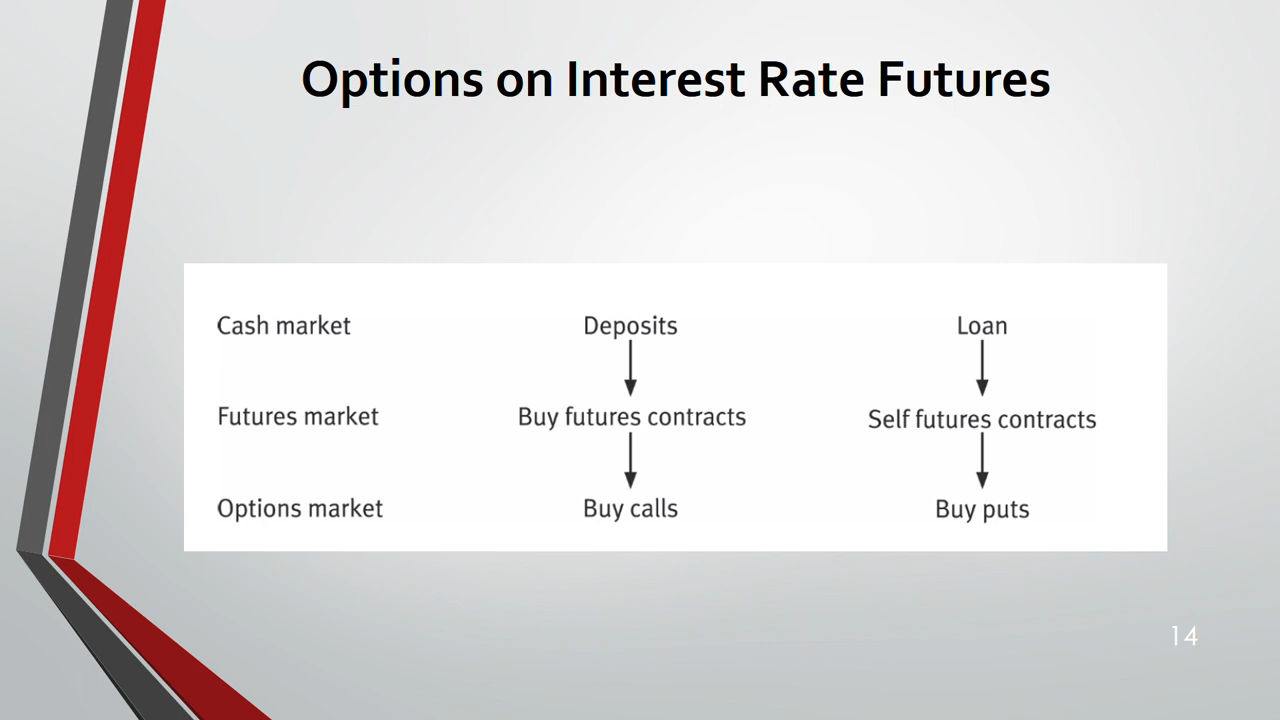 Options on Interest Rate Futures
Cash market Deposits Loan
Futures market Buy futures contracts Self futures contracts
Options market Buy calls Buy puts
14